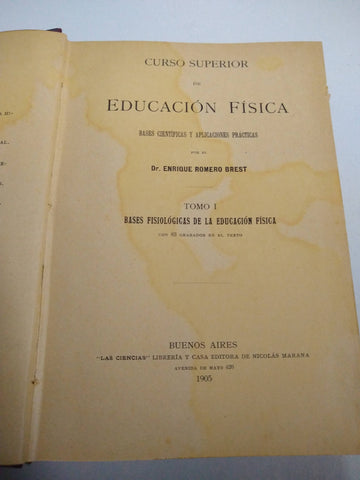 CURSO SUPERIOR
DE
EDUCACIÓN FÍSICA
BASES CIENTÍFICAS Y APLICACIONES PRÁCTICAS
POR EL
Dr. ENRIQUE ROMERO BREST
TOMO I
BASES FISIOLÓGICAS DE LA EDUCACIÓN FÍSICA
CON 83 GRABADOS EN EL TEXTO
BUENOS AIRES
"LAS CIENCIAS" LIBRERÍA Y CASA EDITORA DE NICOLÁS MARANA
AVENIDA DE MAYO 626
1905